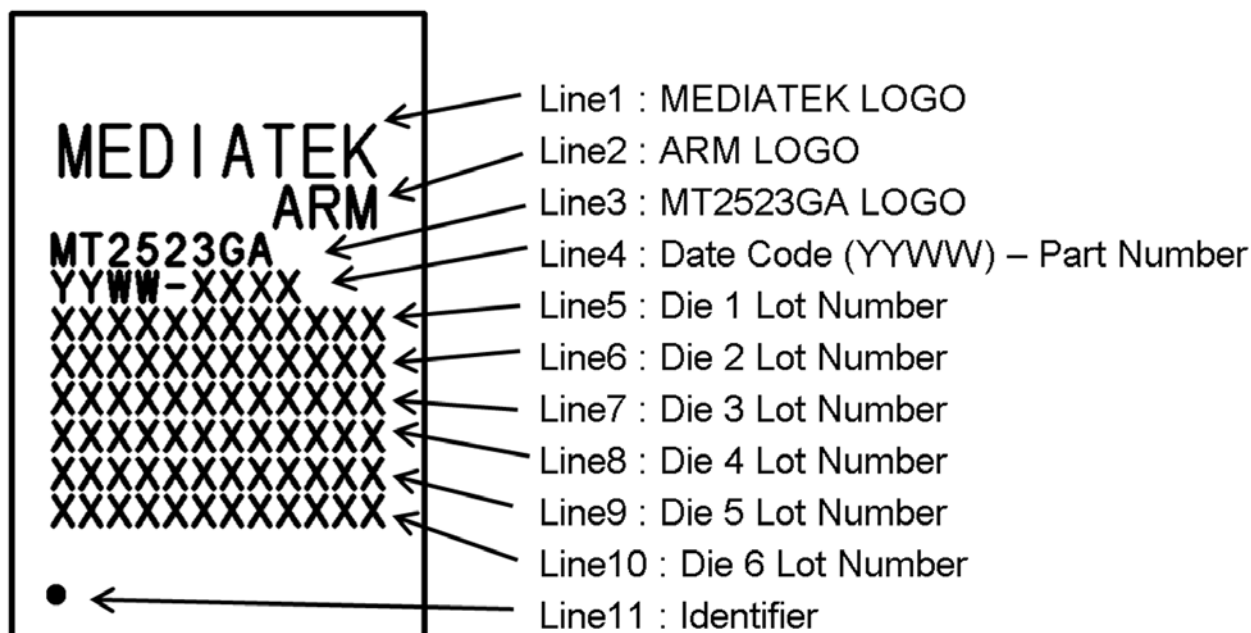 MEDIATEK
ARM
MT2523GA
YYWW-XXXX
XXXXXXXXXXXX
XXXXXXXXXXXX
XXXXXXXXXXXX
XXXXXXXXXXXX
XXXXXXXXXXXX
XXXXXXXXXXXX
Line1 : MEDIATEK LOGO
Line2 : ARM LOGO
Line3 : MT2523GA LOGO
Line4 : Date Code (YYWW) – Part Number
Line5 : Die 1 Lot Number
Line6 : Die 2 Lot Number
Line7 : Die 3 Lot Number
Line8 : Die 4 Lot Number
Line9 : Die 5 Lot Number
Line10 : Die 6 Lot Number
Line11 : Identifier